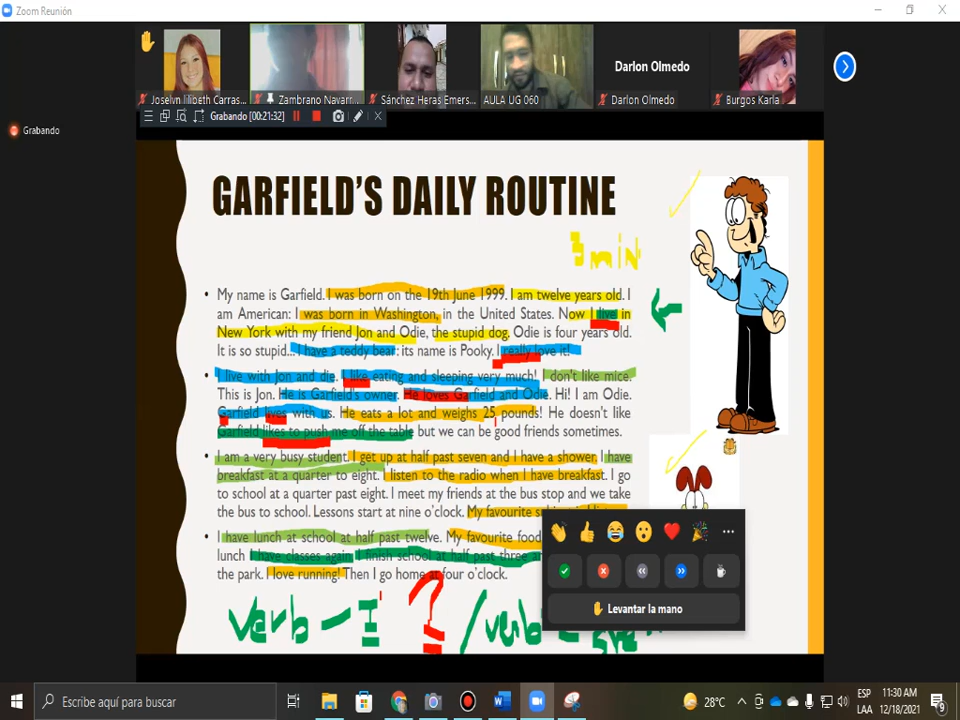 Zoom Reunión
Darlon Olmedo
Joselyn lilibeth Carras...
Zambrano Navarr...
Sánchez Heras Emers...
AULA UG 060
Darlon Olmedo
Burgos Karla
Grabando [00:21:32]
Grabando
GARFIELD'S DAILY ROUTINE
3 min
• My name is Garfield. I was born on the 19th June 1999. I am twelve years old. I
am American: I was born in Washington, in the United States. Now I live in
New York with my friend Jon and Odie, the stupid dog. Odie is four years old.
It is so stupid... I have a teddy bear: its name is Pooky. I really love it!
• I live with Jon and die. I like eating and sleeping very much! I don't like mice.
This is Jon. He is Garfield's owner. He loves Garfield and Odie. Hi! I am Odie.
Garfield lives with us. He eats a lot and weighs 25 pounds! He doesn't like
Garfield likes to push me off the table but we can be good friends sometimes.
• I am a very busy student. I get up at half past seven and I have a shower. I have
breakfast at a quarter to eight. I listen to the radio when I have breakfast. I go
to school at a quarter past eight. I meet my friends at the bus stop and we take
the bus to school. Lessons start at nine o'clock. My favourite
• I have lunch at school at half past twelve. My favourite food
lunch I have classes again. I finish school at half past three
the park. I love running! Then I go home at four o'clock.
verb - I ? / verb
Levantar la mano
Escribe aquí para buscar
28°C
ESP
LAA
11:30 AM
12/18/2021